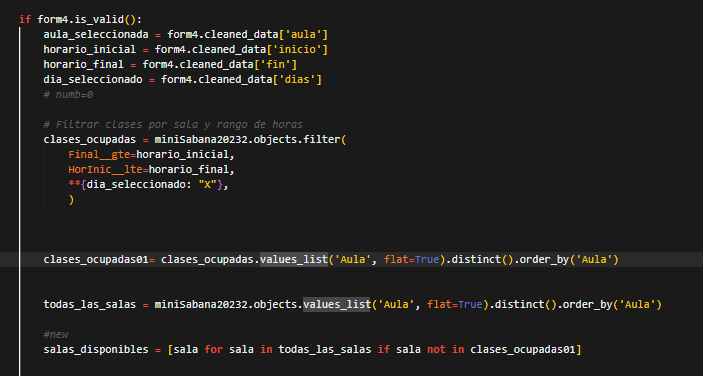 if form4.is_valid():
aula_seleccionada = form4.cleaned_data['aula']
horario_inicial = form4.cleaned_data['inicio']
horario_final = form4.cleaned_data['fin']
dia_seleccionado = form4.cleaned_data['dias']
# numb=0
# Filtrar clases por sala y rango de horas
clases_ocupadas = miniSabana20232.objects.filter(
Final__gte=horario_inicial,
HorInic__lte=horario_final,
**{dia_seleccionado: "X"},
)
clases_ocupadas01= clases_ocupadas.values_list('Aula', flat=True).distinct().order_by('Aula')
todas_las_salas = miniSabana20232.objects.values_list('Aula', flat=True).distinct().order_by('Aula')
#new
salas_disponibles = [sala for sala in todas_las_salas if sala not in clases_ocupadas01]